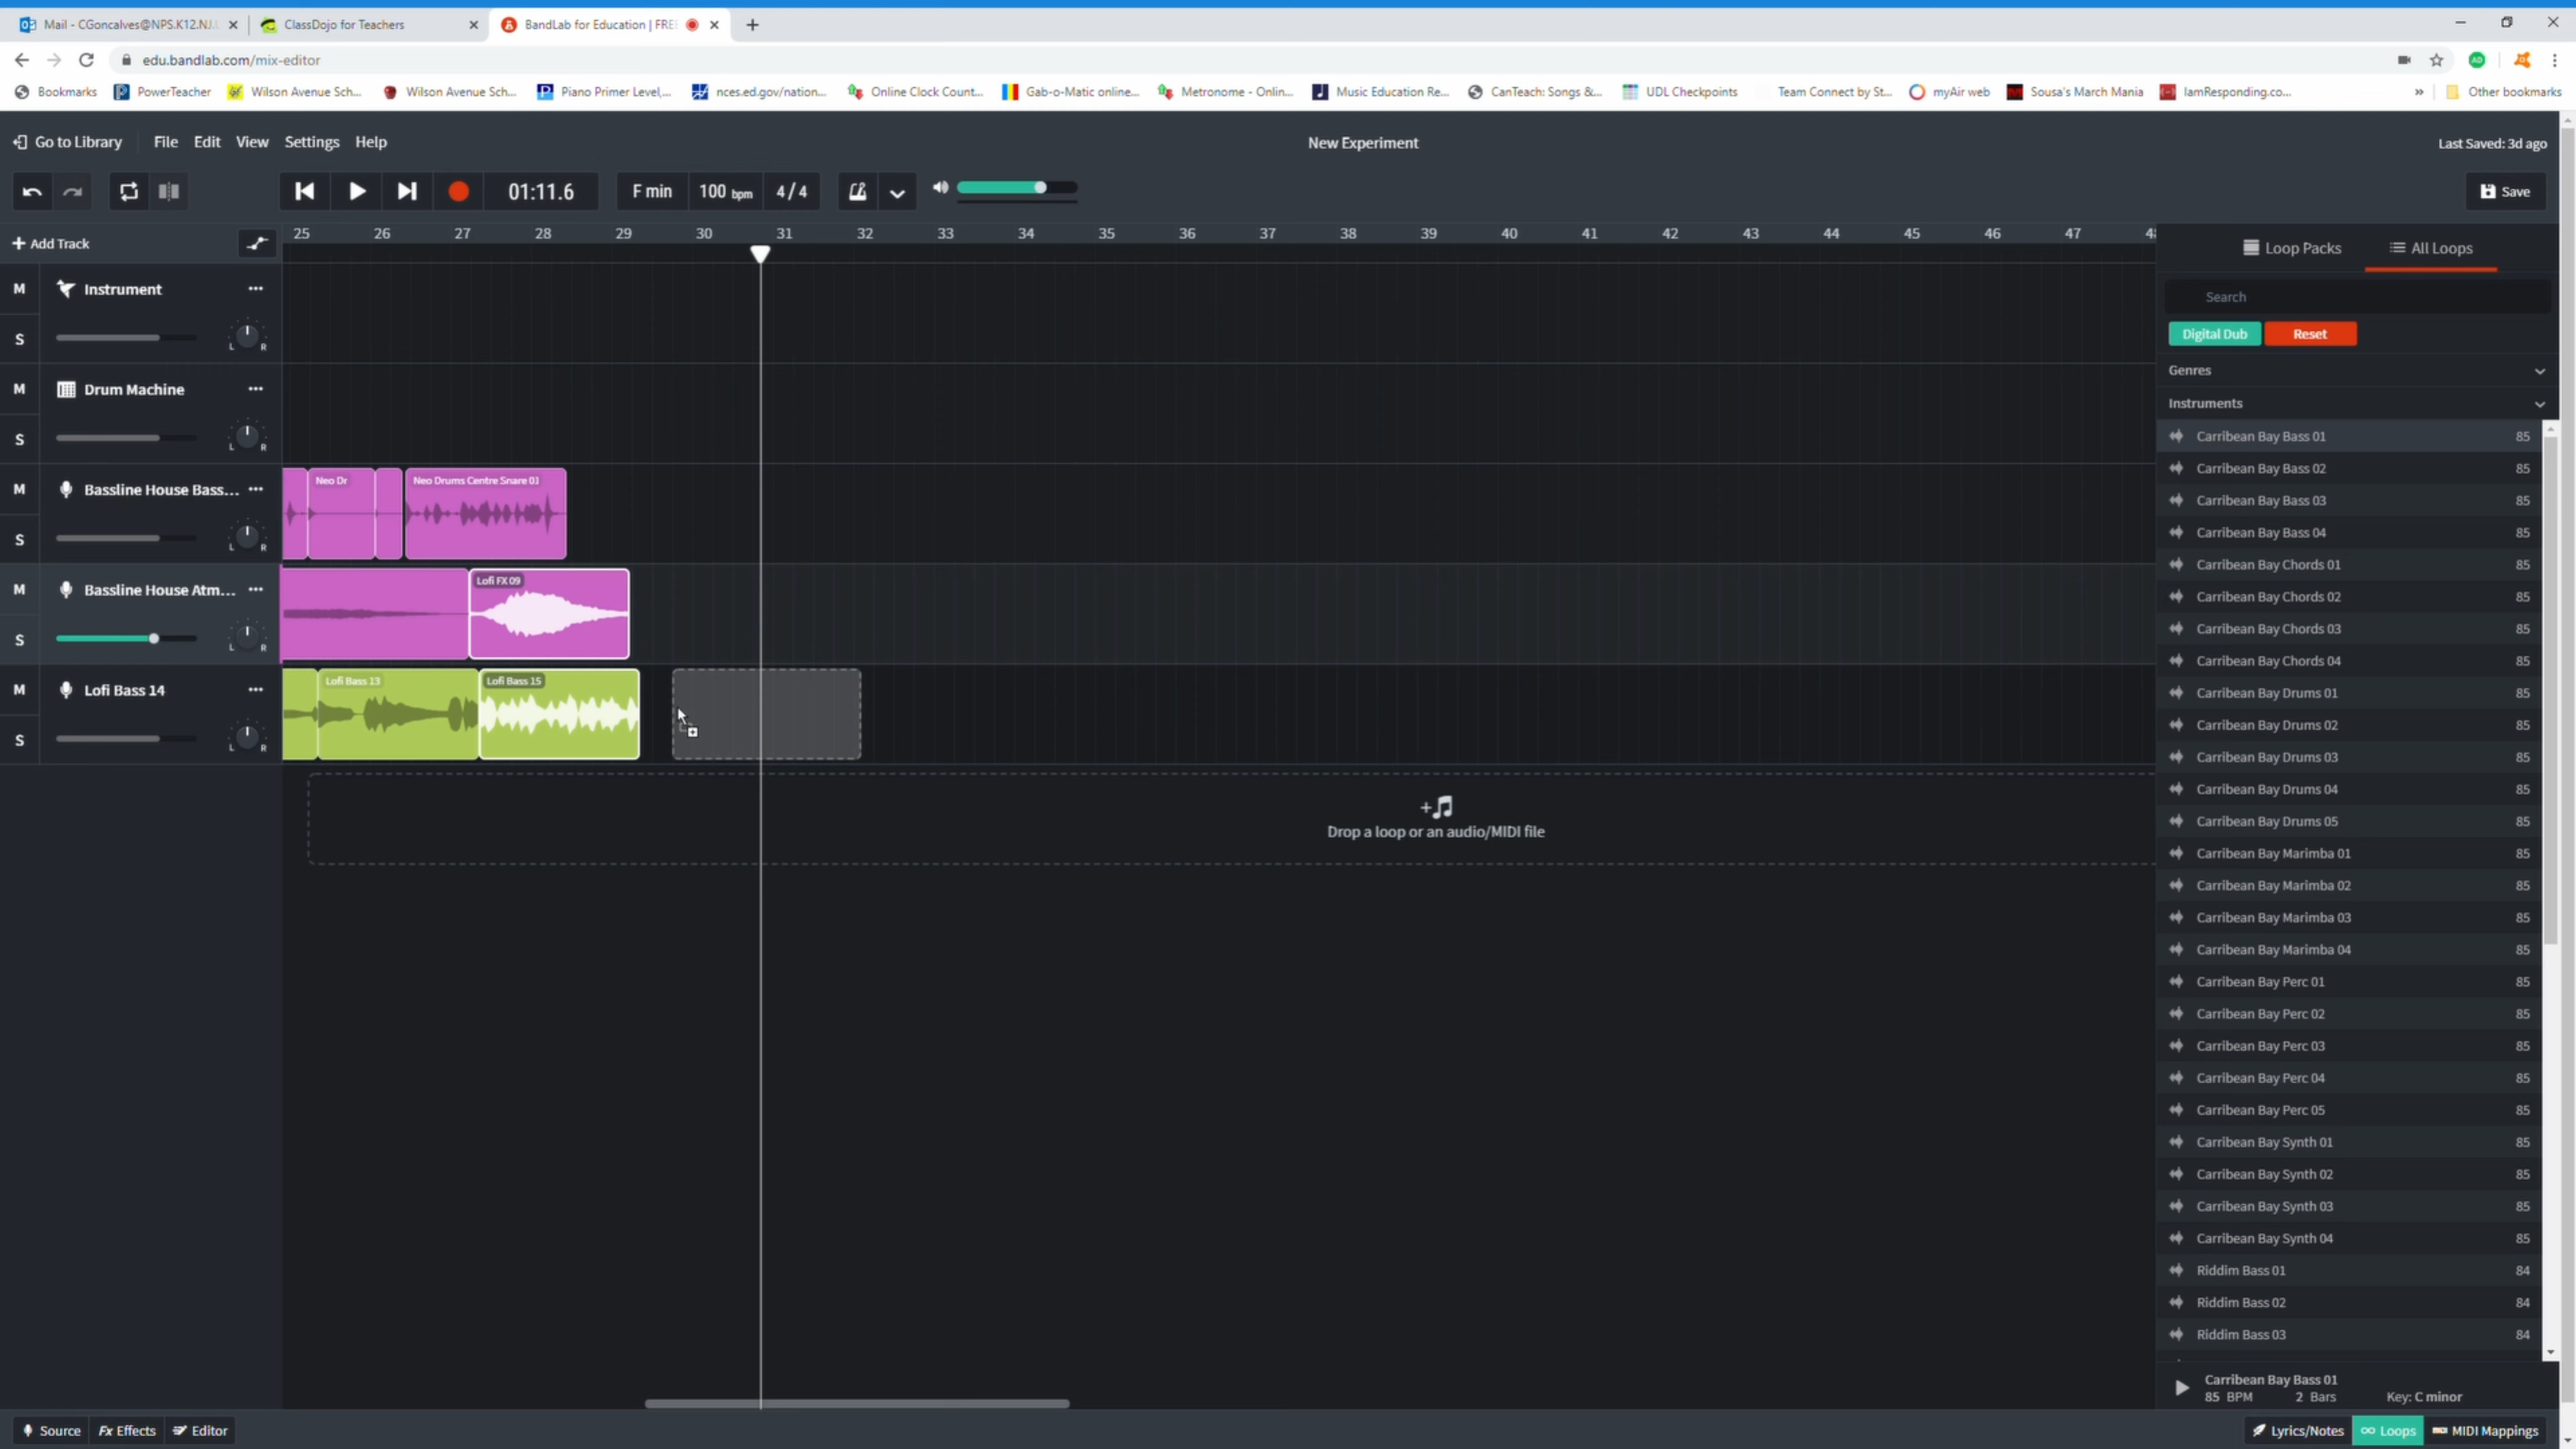 Mail - CGoncalves@NPS.K12.NJ.
ClassDojo for Teachers
BandLab for Education | FREE
edu.bandlab.com/mix-editor
Bookmarks PowerTeacher Wilson Avenue Sch... Wilson Avenue Sch... Piano Primer Level,... nces.ed.gov/nation... Online Clock Count... Gab-o-Matic online... Metronome - Onlin... Music Education Re... CanTeach: Songs &... UDL Checkpoints Team Connect by St... myAir web Sousa's March Mania IamResponding.co... » Other bookmarks
Go to Library File Edit View Settings Help
New Experiment
Last Saved: 3d ago
01:11.6 F min 100 bpm 4 / 4
Save
+ Add Track
25 26 27 28 29 30 31 32 33 34 35 36 37 38 39 40 41 42 43 44 45 46 47
Loop Packs All Loops
M Instrument ...
S L R
M Drum Machine ...
S L R
M Bassline House Bass... ...
S L R
Neo Dr
Neo Drums Centre Snare 01
M Bassline House Atm... ...
S L R
Lofi FX 09
M Lofi Bass 14 ...
S L R
Lofi Bass 13
Lofi Bass 15
Drop a loop or an audio/MIDI file
Search
Digital Dub Reset
Genres
Instruments
Carribean Bay Bass 01 85
Carribean Bay Bass 02 85
Carribean Bay Bass 03 85
Carribean Bay Bass 04 85
Carribean Bay Chords 01 85
Carribean Bay Chords 02 85
Carribean Bay Chords 03 85
Carribean Bay Chords 04 85
Carribean Bay Drums 01 85
Carribean Bay Drums 02 85
Carribean Bay Drums 03 85
Carribean Bay Drums 04 85
Carribean Bay Drums 05 85
Carribean Bay Marimba 01 85
Carribean Bay Marimba 02 85
Carribean Bay Marimba 03 85
Carribean Bay Marimba 04 85
Carribean Bay Perc 01 85
Carribean Bay Perc 02 85
Carribean Bay Perc 03 85
Carribean Bay Perc 04 85
Carribean Bay Perc 05 85
Carribean Bay Synth 01 85
Carribean Bay Synth 02 85
Carribean Bay Synth 03 85
Carribean Bay Synth 04 85
Riddim Bass 01 84
Riddim Bass 02 84
Riddim Bass 03 84
Carribean Bay Bass 01
85 BPM 2 Bars Key: C minor
Source Fx Effects Editor
Lyrics/Notes Loops MIDI Mappings